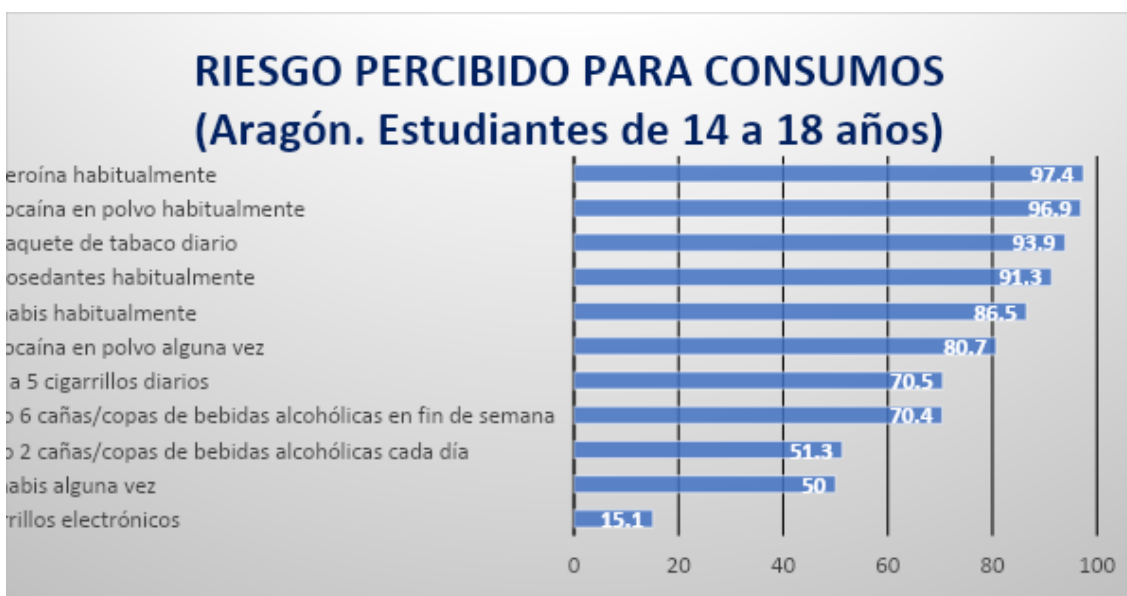 RIESGO PERCIBIDO PARA CONSUMOS
(Aragón. Estudiantes de 14 a 18 años)
eroína habitualmente 97.4
ocaína en polvo habitualmente 96.9
aquete de tabaco diario 93.9
osedantes habitualmente 91.3
abis habitualmente 86.5
ocaína en polvo alguna vez 80.7
a 5 cigarrillos diarios 70.5
o 6 cañas/copas de bebidas alcohólicas en fin de semana 70.4
o 2 cañas/copas de bebidas alcohólicas cada día 51.3
abis alguna vez 50
rrillos electrónicos 15.1
0 20 40 60 80 100